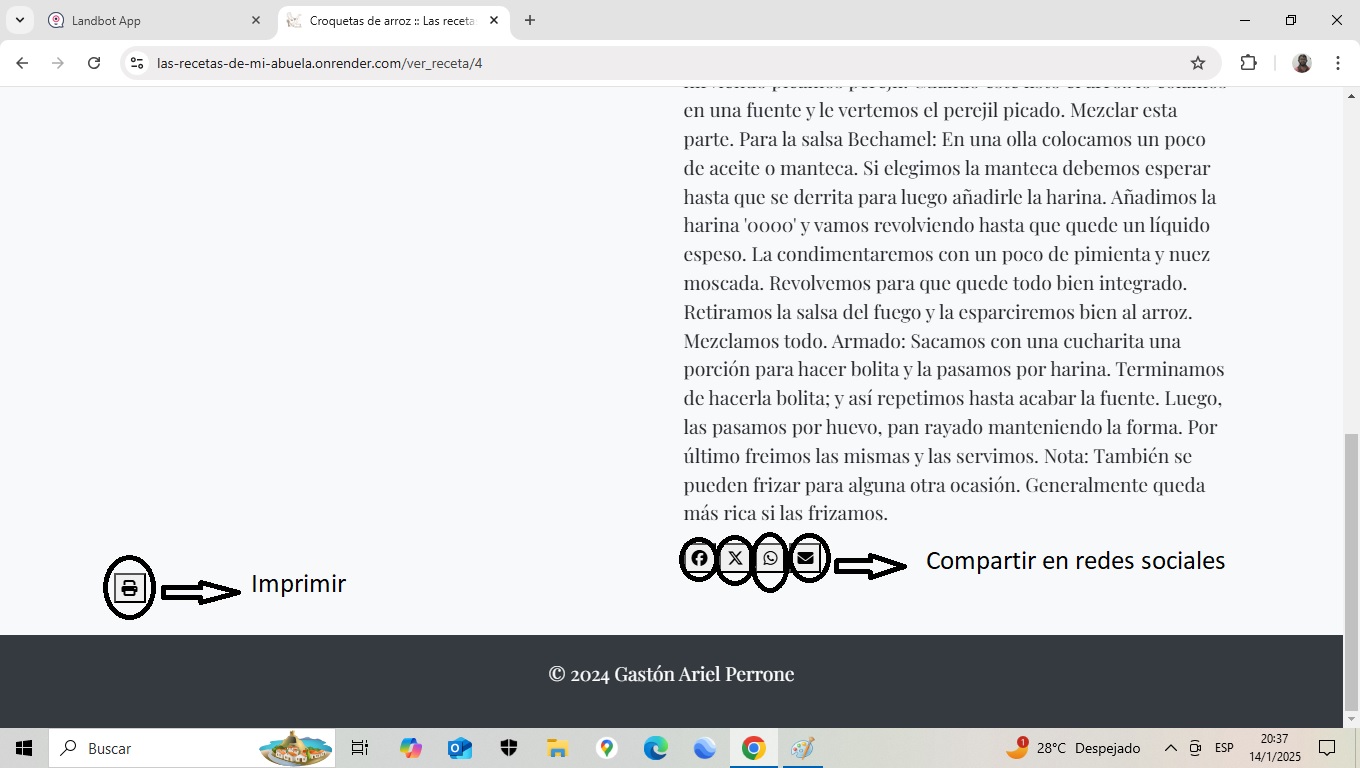 Landbot App
Croquetas de arroz :: Las receta
las-recetas-de-mi-abuela.onrender.com/ver_receta/4
en una fuente y le vertemos el perejil picado. Mezclar esta
parte. Para la salsa Bechamel: En una olla colocamos un poco
de aceite o manteca. Si elegimos la manteca debemos esperar
hasta que se derrita para luego añadirle la harina. Añadimos la
harina '0000' y vamos revolviendo hasta que quede un líquido
espeso. La condimentaremos con un poco de pimienta y nuez
moscada. Revolvemos para que quede todo bien integrado.
Retiramos la salsa del fuego y la esparciremos bien al arroz.
Mezclamos todo. Armado: Sacamos con una cucharita una
porción para hacer bolita y la pasamos por harina. Terminamos
de hacerla bolita; y así repetimos hasta acabar la fuente. Luego,
las pasamos por huevo, pan rayado manteniendo la forma. Por
último freimos las mismas y las servimos. Nota: También se
pueden frizar para alguna otra ocasión. Generalmente queda
más rica si las frizamos.
Compartir en redes sociales
Imprimir
© 2024 Gastón Ariel Perrone
Buscar
1
28°C Despejado
ESP
20:37
14/1/2025